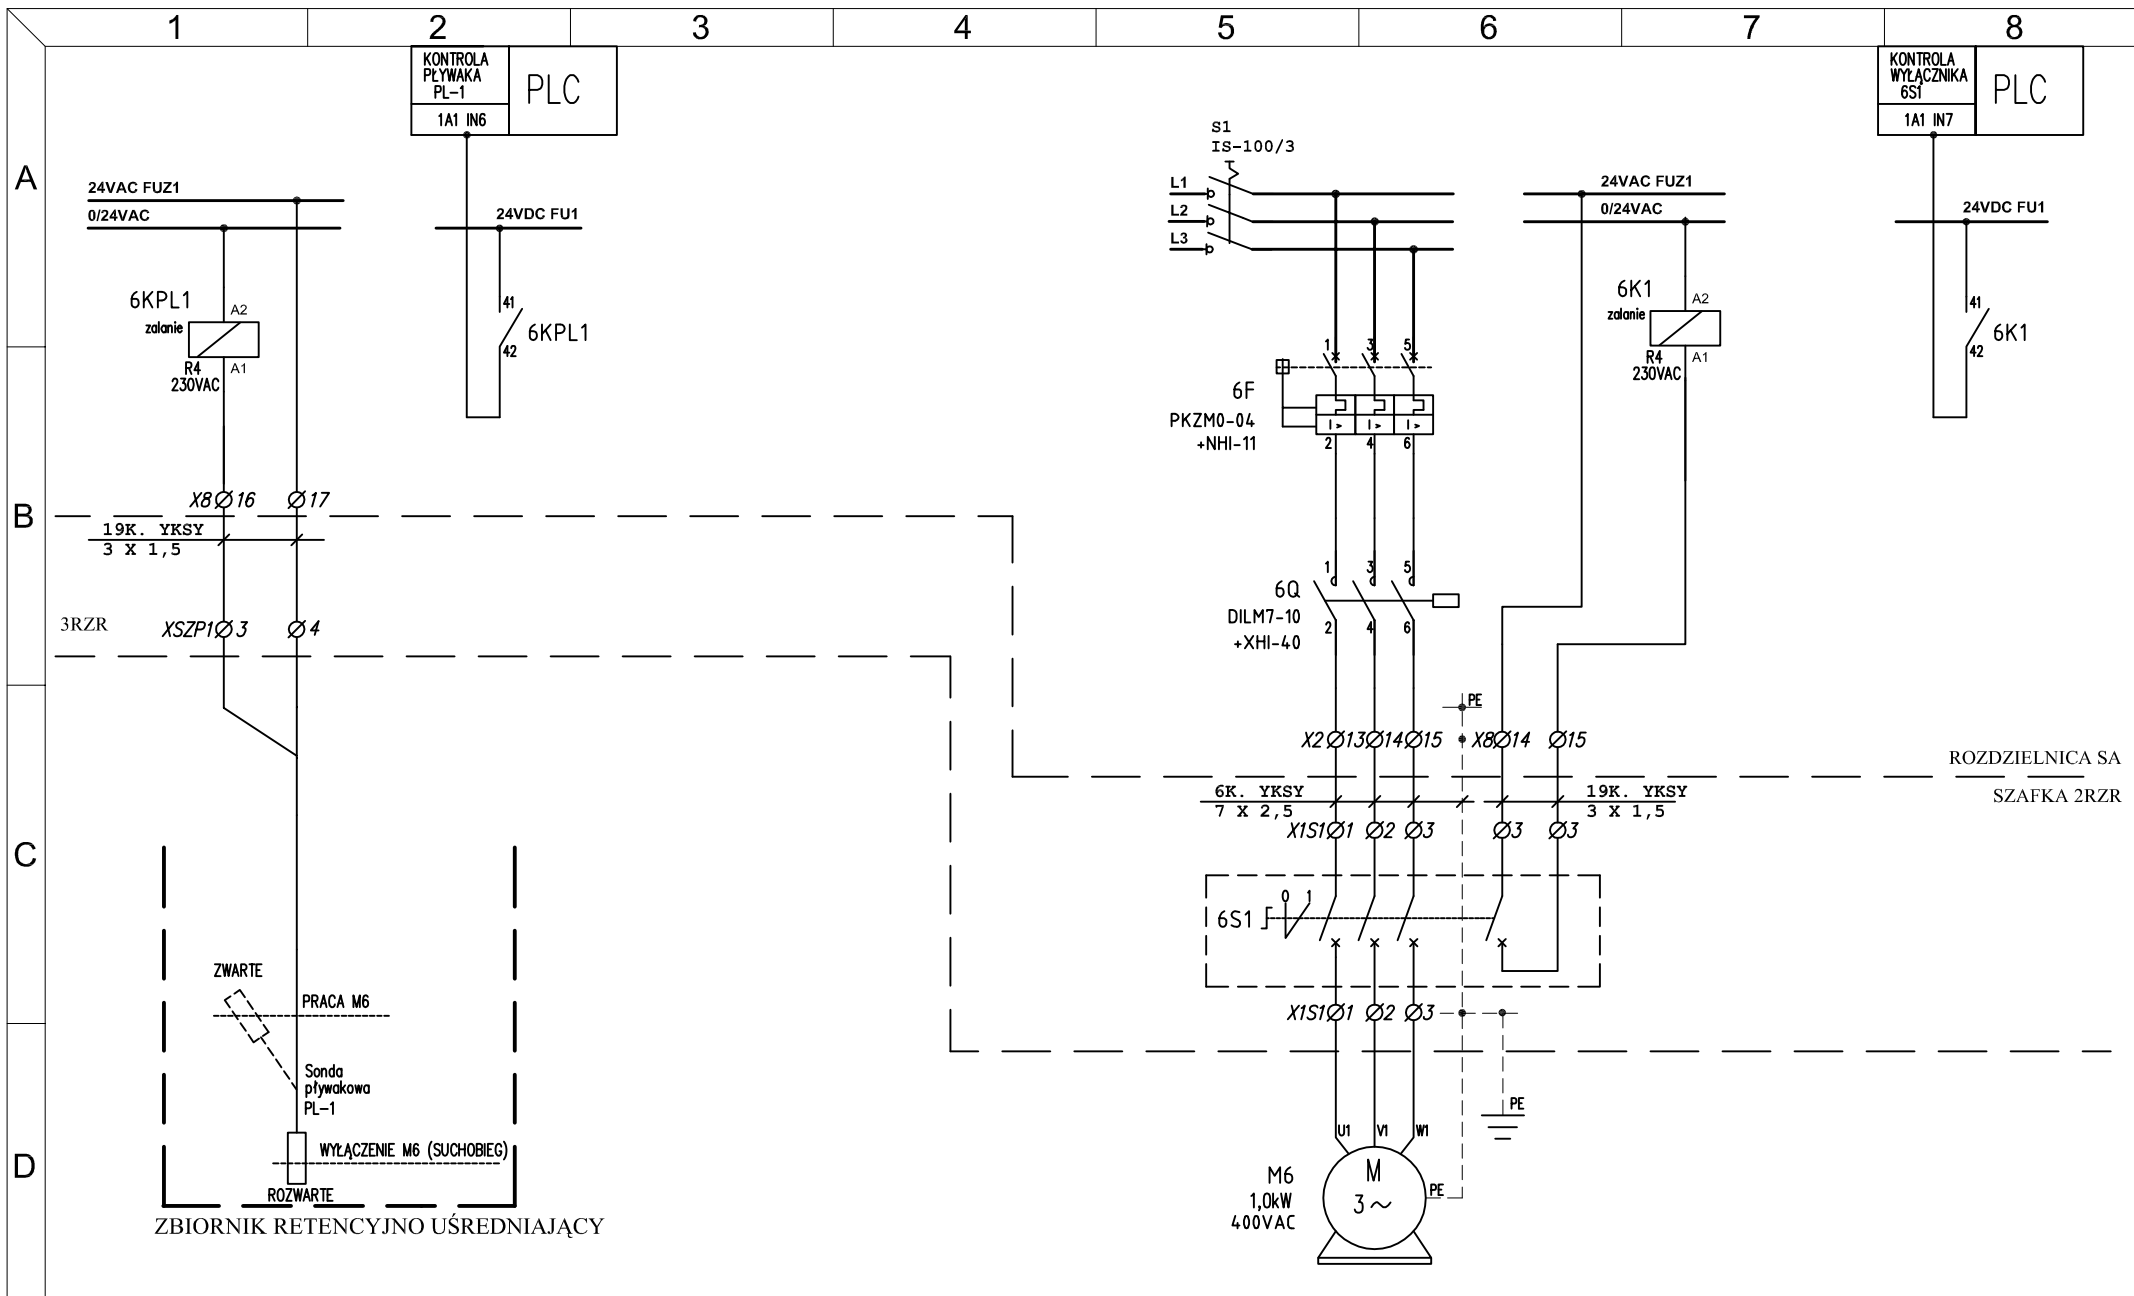 1 2 3 4 5 6 7 8
A
B
C
D
KONTROLA
PŁYWAKA
PL-1
1A1 IN6
PLC
24VAC FUZ1
0/24VAC
24VDC FU1
6KPL1
zalanie
A2
R4
230VAC
A1
41
42
6KPL1
X8 16 17
19K. YKSY
3 X 1,5
3RZR
XSZP1 3 4
ZWARTE
PRACA M6
Sonda
pływakowa
PL-1
WYŁĄCZENIE M6 (SUCHOBIEG)
ROZWARTE
ZBIORNIK RETENCYJNO UŚREDNIAJĄCY
S1
IS-100/3
L1
L2
L3
1 3 5
6F
PKZM0-04
+NHI-11
I> I> I>
2 4 6
1 3 5
6Q
DILM7-10
+XHI-40
2 4 6
PE
X2 13 14 15 X8 14 15
6K. YKSY
7 X 2,5
19K. YKSY
3 X 1,5
X1S1 1 2 3 3 3
0 1
6S1
X1S1 1 2 3
PE
U1 V1 W1
M6
1,0kW
400VAC
M
3~
PE
24VAC FUZ1
0/24VAC
6K1
zalanie
A2
R4
230VAC
A1
KONTROLA
WYŁĄCZNIKA
6S1
1A1 IN7
PLC
24VDC FU1
41
42
6K1
ROZDZIELNICA SA
SZAFKA 2RZR